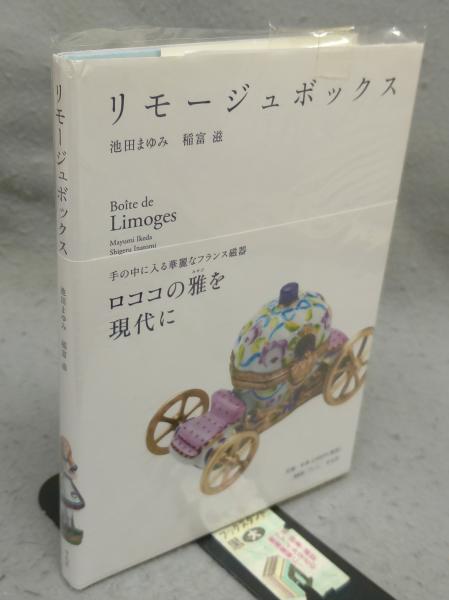 リモージュボックス
池田まゆみ 稲富 滋
Boîte de
Limoges
Mayumi Ikeda
Shigeru Inatomi
手の中に入る華麗なフランス磁器
ロココの雅を
現代に
リモージュボックス
池田まゆみ 稲富 滋